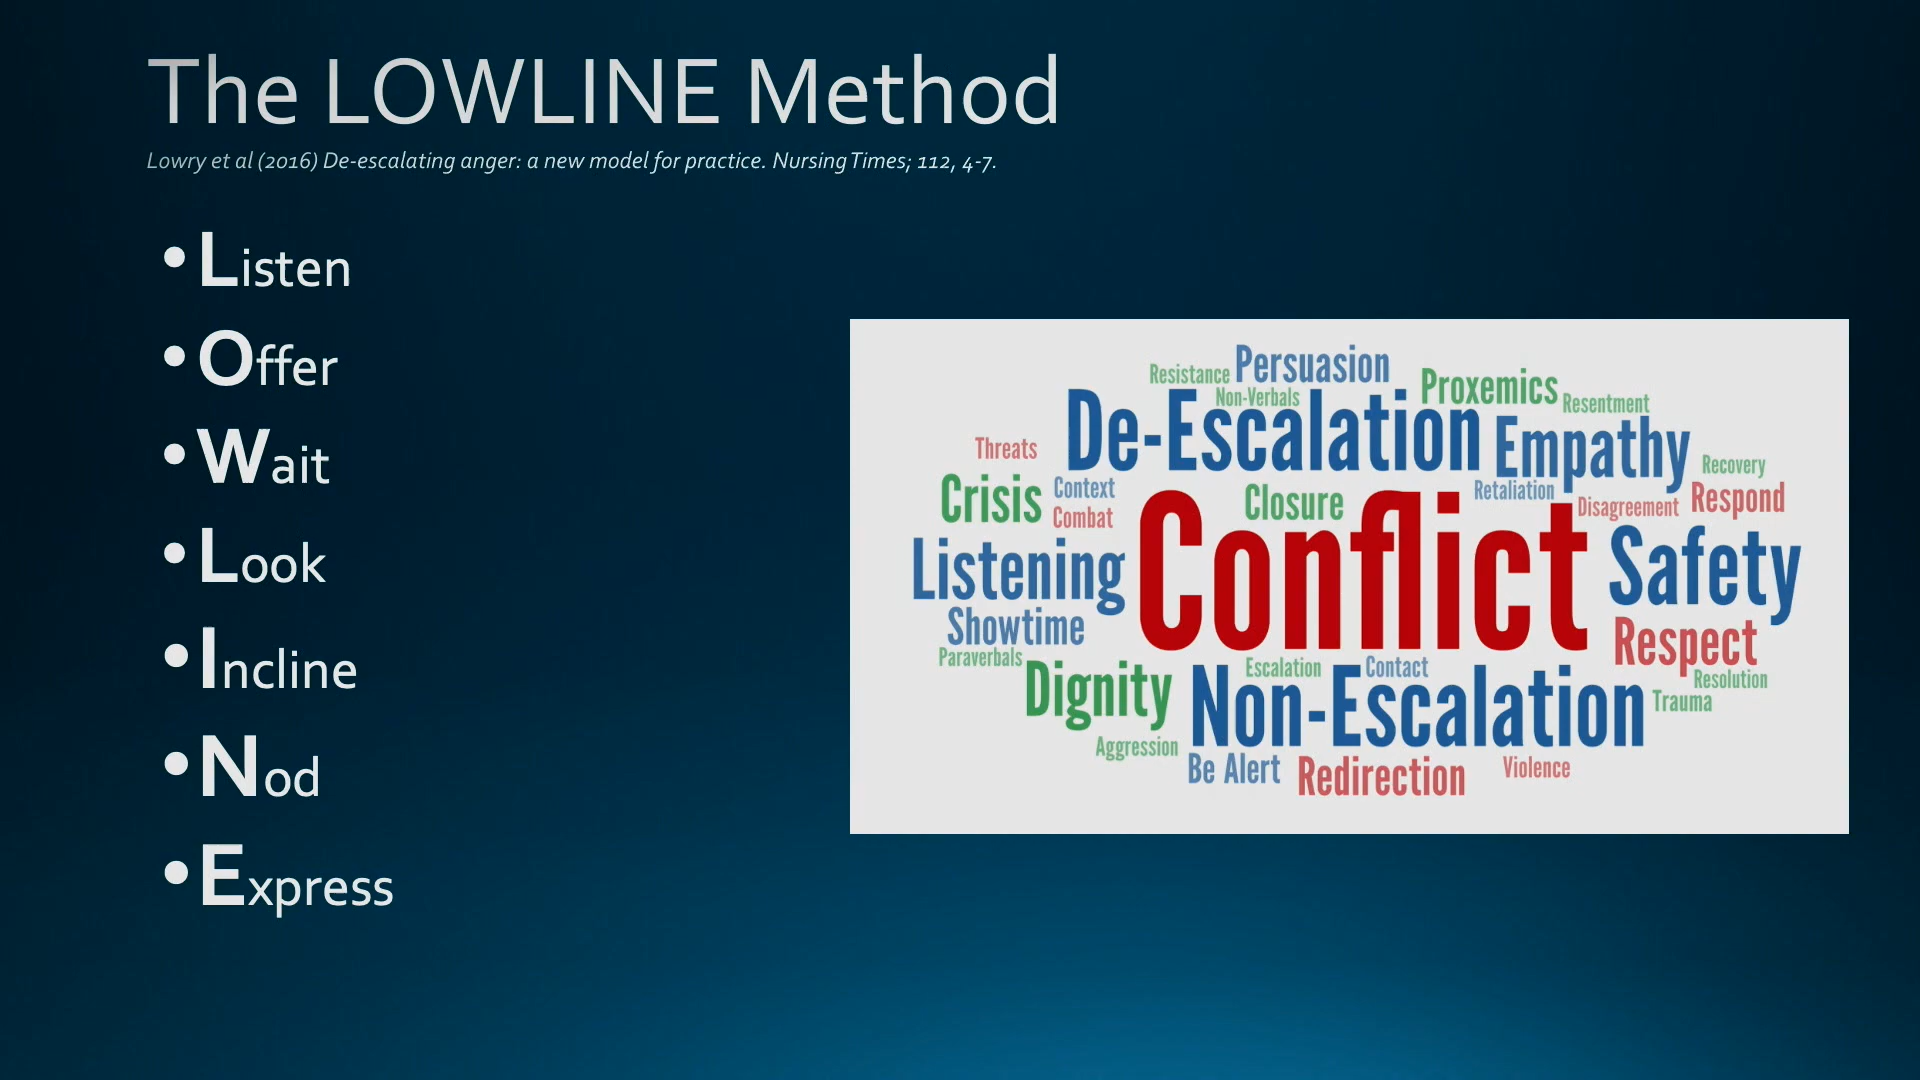 The LOWLINE Method
Lowry et al (2016) De-escalating anger: a new model for practice. Nursing Times; 112, 4-7.
• Listen
• Offer
• Wait
• Look
• Incline
• Nod
• Express
Resistance Persuasion Proxemics
Non-Verbals Resentment
Threats De-Escalation Empathy Recovery
Crisis Context Closure Retaliation Disagreement Respond
Combat
Listening Conflict Safety
Showtime Respect
Paraverbals Escalation Contact Resolution
Dignity Non-Escalation Trauma
Aggression Be Alert Redirection Violence